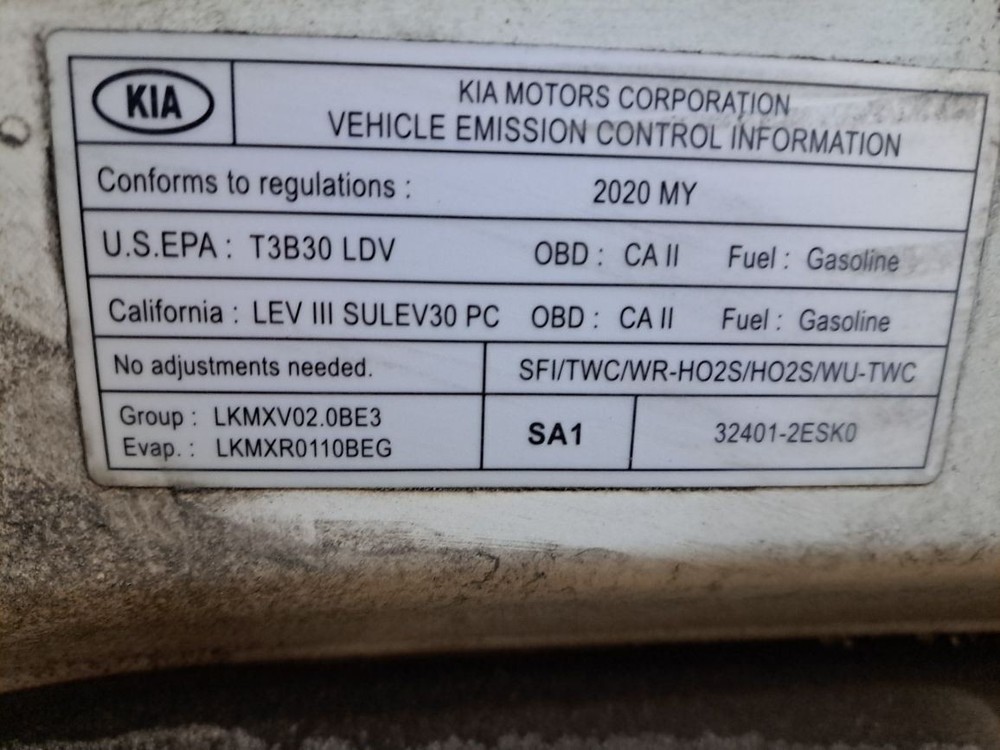 KIA
KIA MOTORS CORPORATION
VEHICLE EMISSION CONTROL INFORMATION
Conforms to regulations : 2020 MY
U.S.EPA : T3B30 LDV OBD : CA II Fuel : Gasoline
California : LEV III SULEV30 PC OBD : CA II Fuel : Gasoline
No adjustments needed. SFI/TWC/WR-HO2S/HO2S/WU-TWC
Group : LKMXV02.0BE3
Evap. : LKMXR0110BEG
SA1
32401-2ESK0